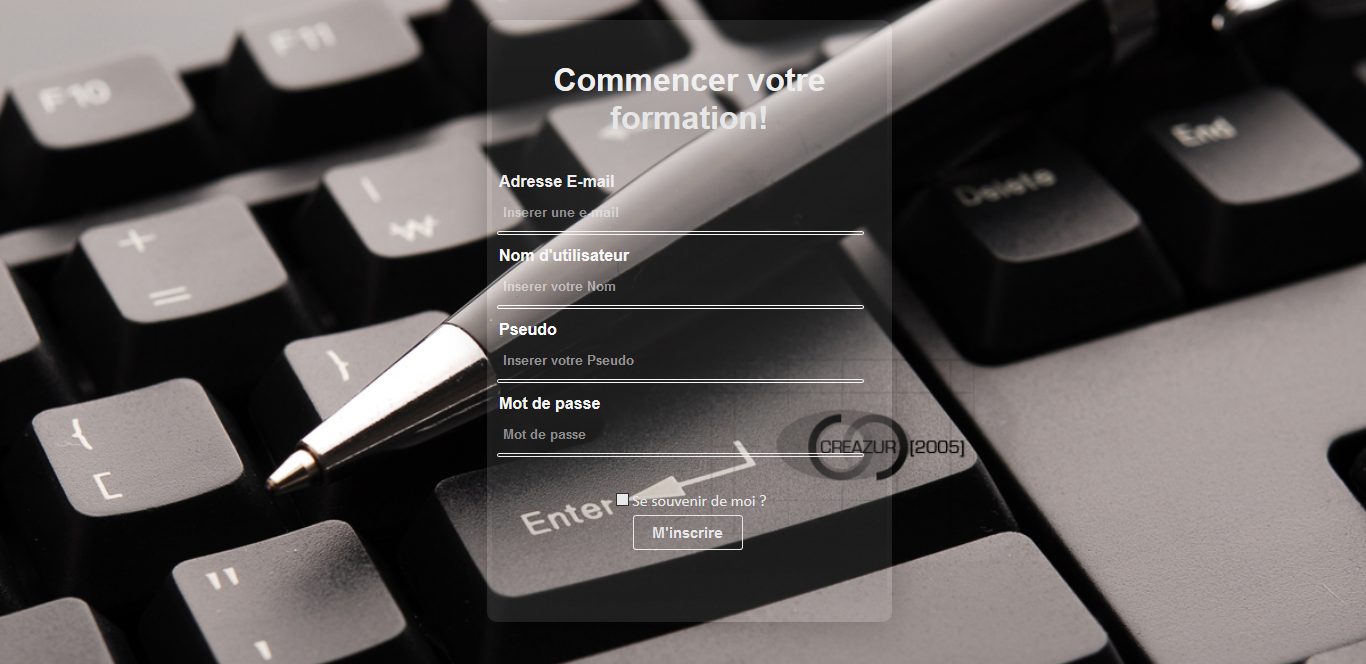 F11
F10
Commencer votre
formation!
End
Delete
Adresse E-mail
Inserer une e-mail
|
₩
+
=
Nom d'utilisateur
Inserer votre Nom
Pseudo
Inserer votre Pseudo
}
Mot de passe
Mot de passe
{
[
CREAZUR [2005]
Se souvenir de moi ?
Enter
M'inscrire
"
'